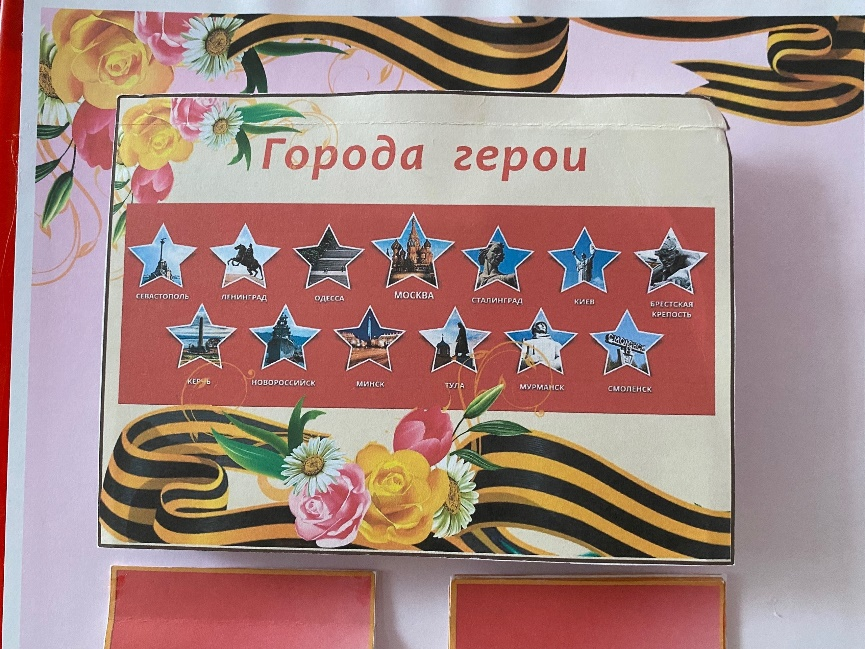 Города герои
СЕВАСТОПОЛЬ ЛЕНИНГРАД ОДЕССА МОСКВА СТАЛИНГРАД КИЕВ БРЕСТСКАЯ КРЕПОСТЬ
КЕРЧЬ НОВОРОССИЙСК МИНСК ТУЛА МУРМАНСК СМОЛЕНСК